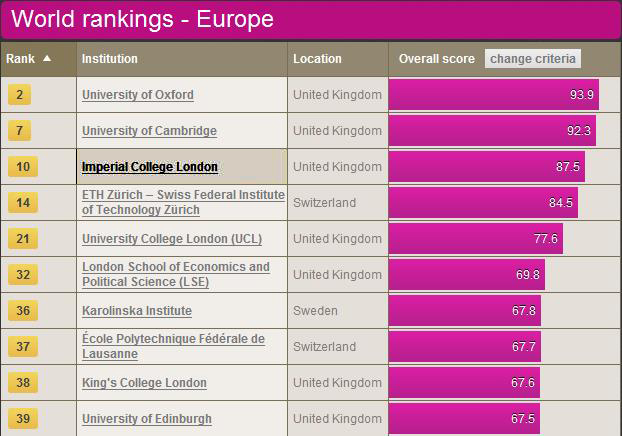 World rankings - Europe
Rank Institution Location Overall score change criteria
2 University of Oxford United Kingdom 93.9
7 University of Cambridge United Kingdom 92.3
10 Imperial College London United Kingdom 87.5
14 ETH Zürich – Swiss Federal Institute of Technology Zürich Switzerland 84.5
21 University College London (UCL) United Kingdom 77.6
32 London School of Economics and Political Science (LSE) United Kingdom 69.8
36 Karolinska Institute Sweden 67.8
37 École Polytechnique Fédérale de Lausanne Switzerland 67.7
38 King's College London United Kingdom 67.6
39 University of Edinburgh United Kingdom 67.5